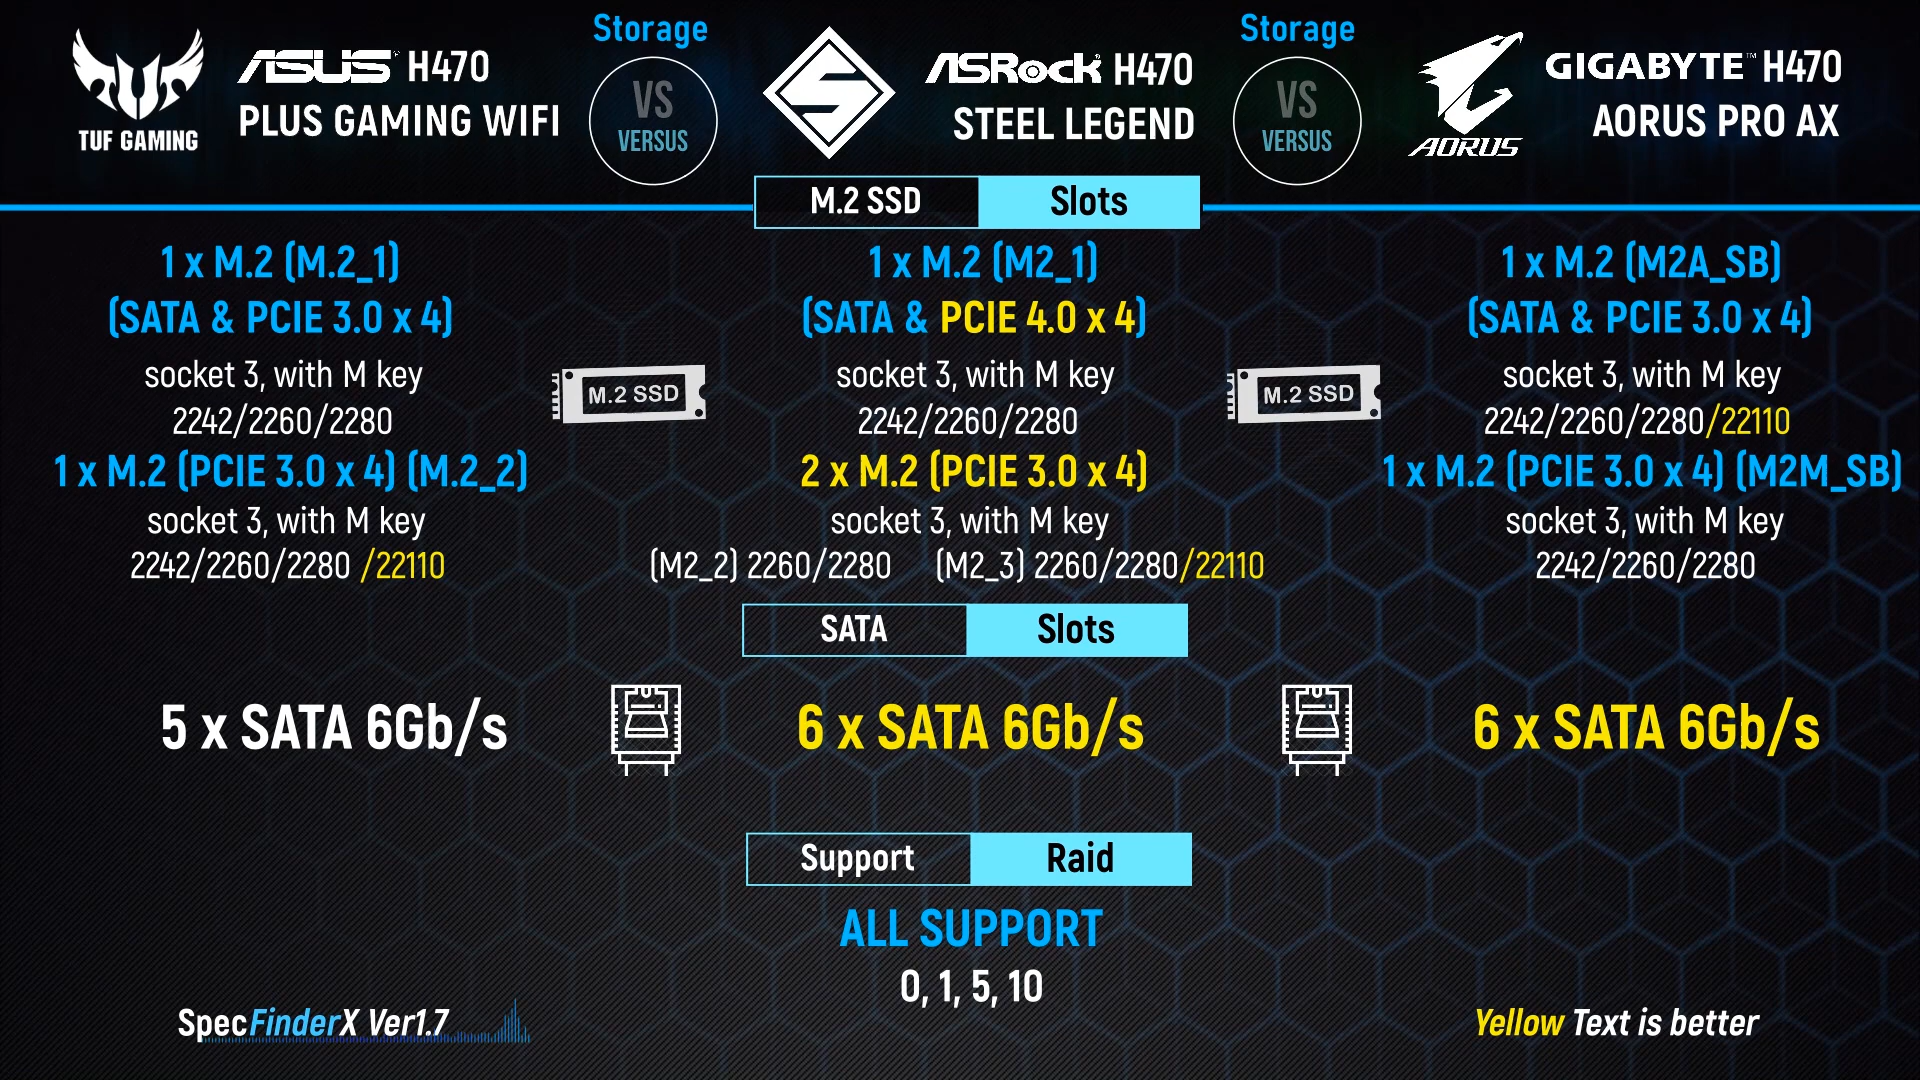 TUF GAMING
ASUS H470
PLUS GAMING WIFI
Storage
VS
VERSUS
ASRock H470
STEEL LEGEND
Storage
VS
VERSUS
AORUS
GIGABYTE™ H470
AORUS PRO AX
M.2 SSD Slots
1 x M.2 (M.2_1)
(SATA & PCIE 3.0 x 4)
socket 3, with M key
2242/2260/2280
1 x M.2 (PCIE 3.0 x 4) (M.2_2)
socket 3, with M key
2242/2260/2280 /22110
M.2 SSD
1 x M.2 (M2_1)
(SATA & PCIE 4.0 x 4)
socket 3, with M key
2242/2260/2280
2 x M.2 (PCIE 3.0 x 4)
socket 3, with M key
(M2_2) 2260/2280 (M2_3) 2260/2280/22110
M.2 SSD
1 x M.2 (M2A_SB)
(SATA & PCIE 3.0 x 4)
socket 3, with M key
2242/2260/2280/22110
1 x M.2 (PCIE 3.0 x 4) (M2M_SB)
socket 3, with M key
2242/2260/2280
SATA Slots
5 x SATA 6Gb/s
6 x SATA 6Gb/s
6 x SATA 6Gb/s
Support Raid
ALL SUPPORT
0, 1, 5, 10
SpecFinderX Ver1.7
Yellow Text is better